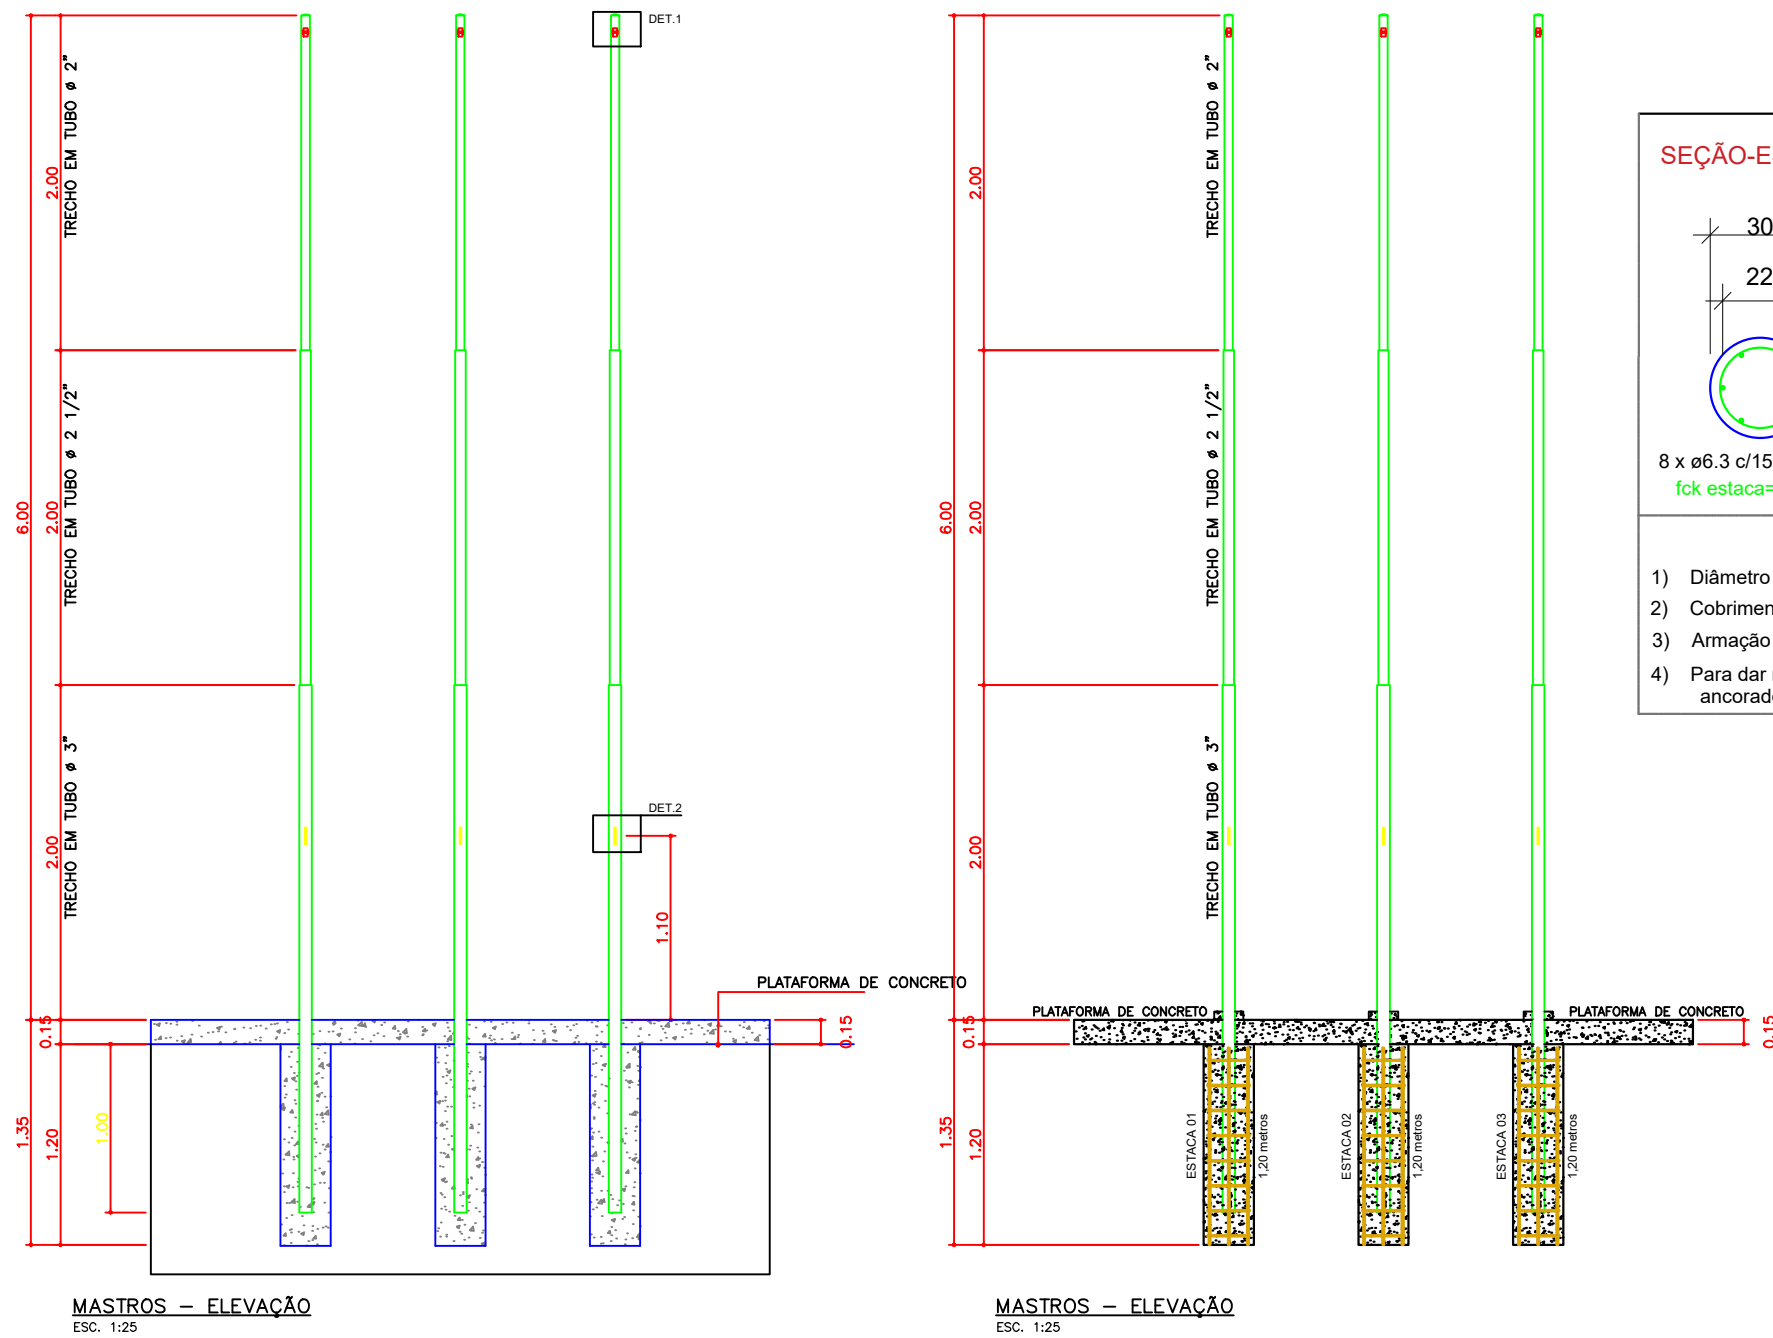 DET.1
TRECHO EM TUBO ø 2"
2.00
TRECHO EM TUBO ø 2 1/2"
6.00
2.00
TRECHO EM TUBO ø 3"
2.00
DET.2
1.10
PLATAFORMA DE CONCRETO
0.15
0.15
1.35
1.20
1.00
MASTROS – ELEVAÇÃO
ESC. 1:25
TRECHO EM TUBO ø 2"
2.00
TRECHO EM TUBO ø 2 1/2"
6.00
2.00
TRECHO EM TUBO ø 3"
2.00
PLATAFORMA DE CONCRETO
PLATAFORMA DE CONCRETO
0.15
0.15
1.35
1.20
ESTACA 01
1,20 metros
ESTACA 02
1,20 metros
ESTACA 03
1,20 metros
MASTROS – ELEVAÇÃO
ESC. 1:25
SEÇÃO-E
30
22
8 x ø6.3 c/15
fck estaca=
1) Diâmetro
2) Cobrimen
3) Armação
4) Para dar
ancorad